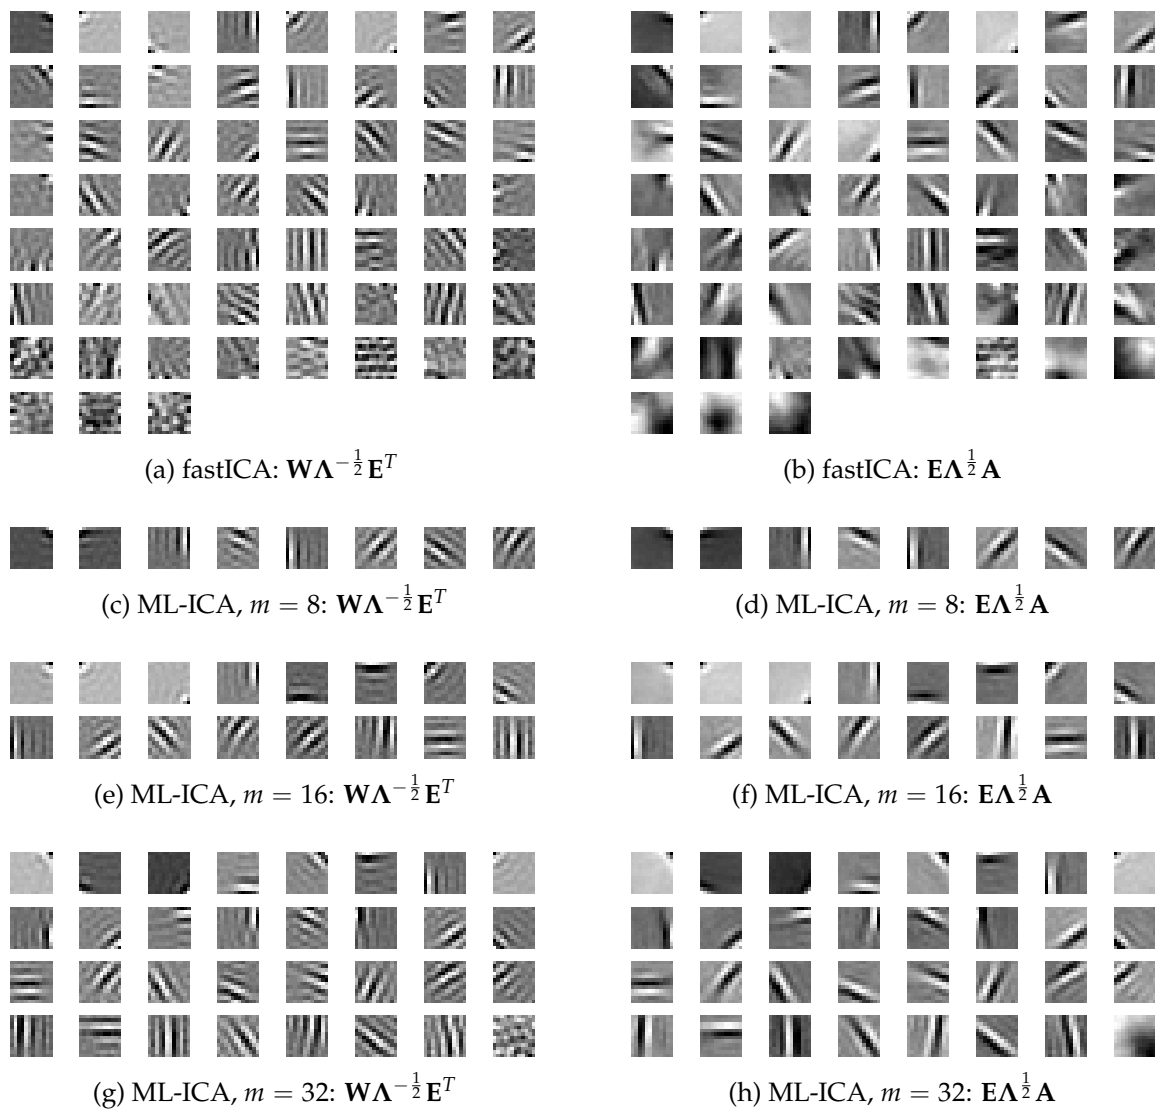 (a) fastICA: WΛ^{-1/2}E^T
(b) fastICA: EΛ^{1/2}A
(c) ML-ICA, m = 8: WΛ^{-1/2}E^T
(d) ML-ICA, m = 8: EΛ^{1/2}A
(e) ML-ICA, m = 16: WΛ^{-1/2}E^T
(f) ML-ICA, m = 16: EΛ^{1/2}A
(g) ML-ICA, m = 32: WΛ^{-1/2}E^T
(h) ML-ICA, m = 32: EΛ^{1/2}A